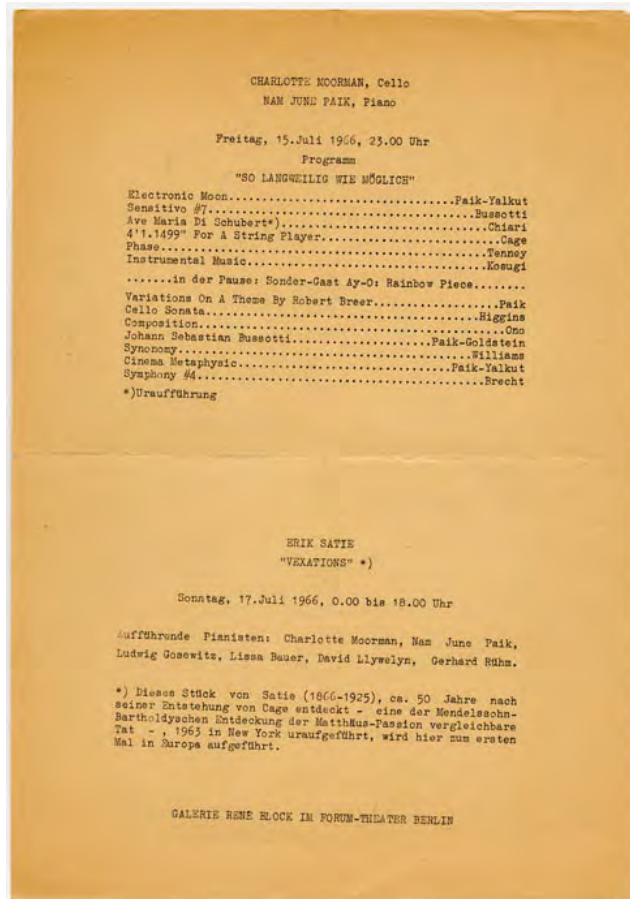 CHARLOTTE MOORMAN, Cello
NAM JUNE PAIK, Piano
Freitag, 15.Juli 1966, 23.00 Uhr
Programm
"SO LANGWEILIG WIE MÖGLICH"
Electronic Moon..................................Paik-Yalkut
Sensitivo #7........................................Bussotti
Ave Maria Di Schubert*)...............................Chiari
4'1.1499" For A String Player...........................Cage
Phase.................................................Tenney
Instrumental Music....................................Kosugi
.......in der Pause: Sonder-Gast Ay-O: Rainbow Piece........
Variations On A Theme By Robert Breer...................Paik
Cello Sonata.........................................Higgins
Composition..............................................Ono
Johann Sebastian Bussotti.....................Paik-Goldstein
Synonomy............................................Williams
Cinema Metaphysic................................Paik-Yalkut
Symphony #4...........................................Brecht
*)Uraufführung
ERIK SATIE
"VEXATIONS" *)
Sonntag, 17.Juli 1966, 0.00 bis 18.00 Uhr
Aufführende Pianisten: Charlotte Moorman, Nam June Paik,
Ludwig Gosewitz, Lissa Bauer, David Llywelyn, Gerhard Rühm.
*) Dieses Stück von Satie (1866-1925), ca. 50 Jahre nach
seiner Entstehung von Cage entdeckt - eine der Mendelssohn-
Bartholdyschen Entdeckung der Matthäus-Passion vergleichbare
Tat - , 1963 in New York uraufgeführt, wird hier zum ersten
Mal in Europa aufgeführt.
GALERIE RENE BLOCK IM FORUM-THEATER BERLIN